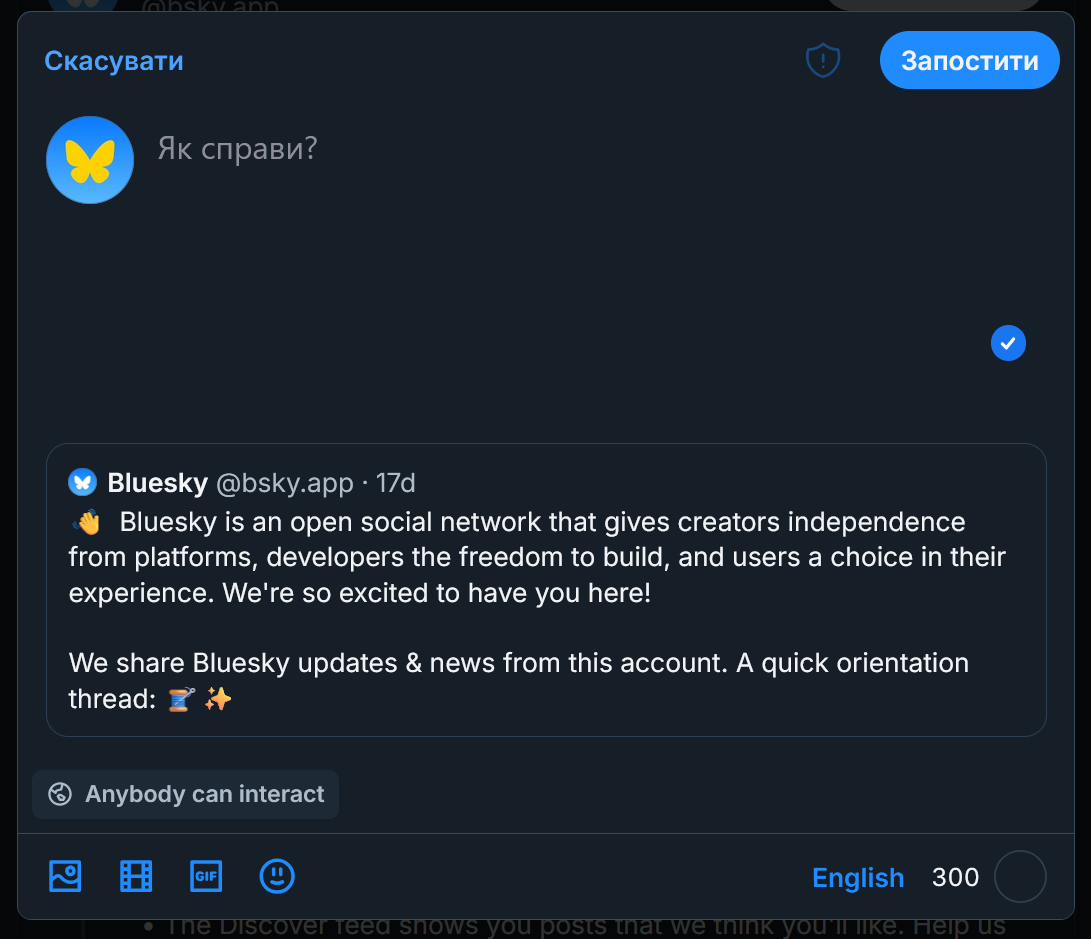 @bsky.app
Скасувати
Запостити
Як справи?
Bluesky @bsky.app · 17d
👋 Bluesky is an open social network that gives creators independence
from platforms, developers the freedom to build, and users a choice in their
experience. We're so excited to have you here!
We share Bluesky updates & news from this account. A quick orientation
thread: 🧵 ✨
Anybody can interact
GIF
English 300
• The Discover feed shows you posts that we think you'll like. Help us